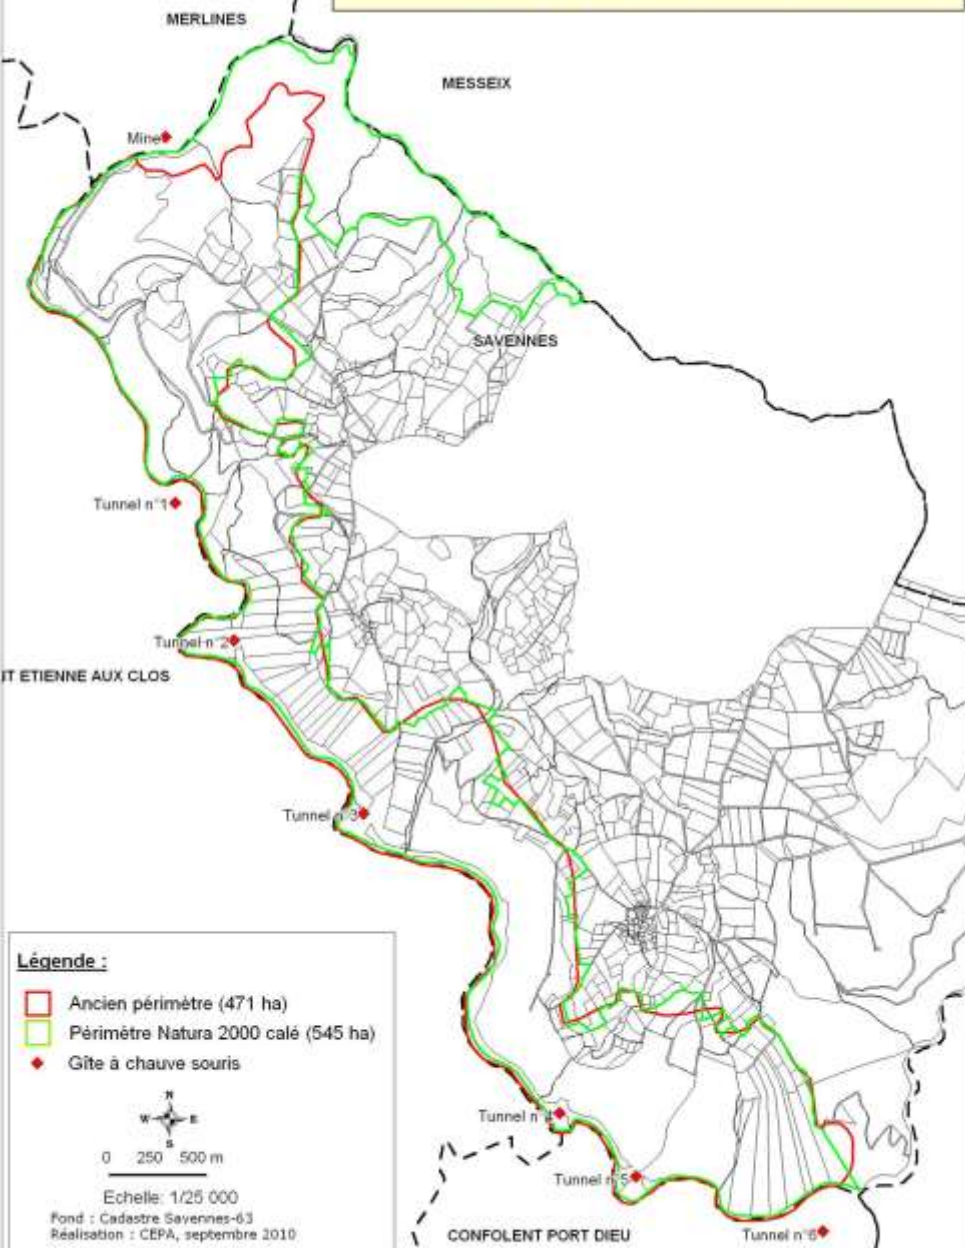 MERLINES
MESSEIX
Mine
SAVENNES
Tunnel n°1
Tunnel n°2
IT ETIENNE AUX CLOS
Tunnel n°3
Légende :
Ancien périmètre (471 ha)
Périmètre Natura 2000 calé (545 ha)
Gîte à chauve souris
N
W E
S
0 250 500 m
Echelle: 1/25 000
Fond : Cadastre Savennes-63
Réalisation : CEPA, septembre 2010
Tunnel n°4
1
Tunnel n°5
CONFOLENT PORT DIEU
Tunnel n°6